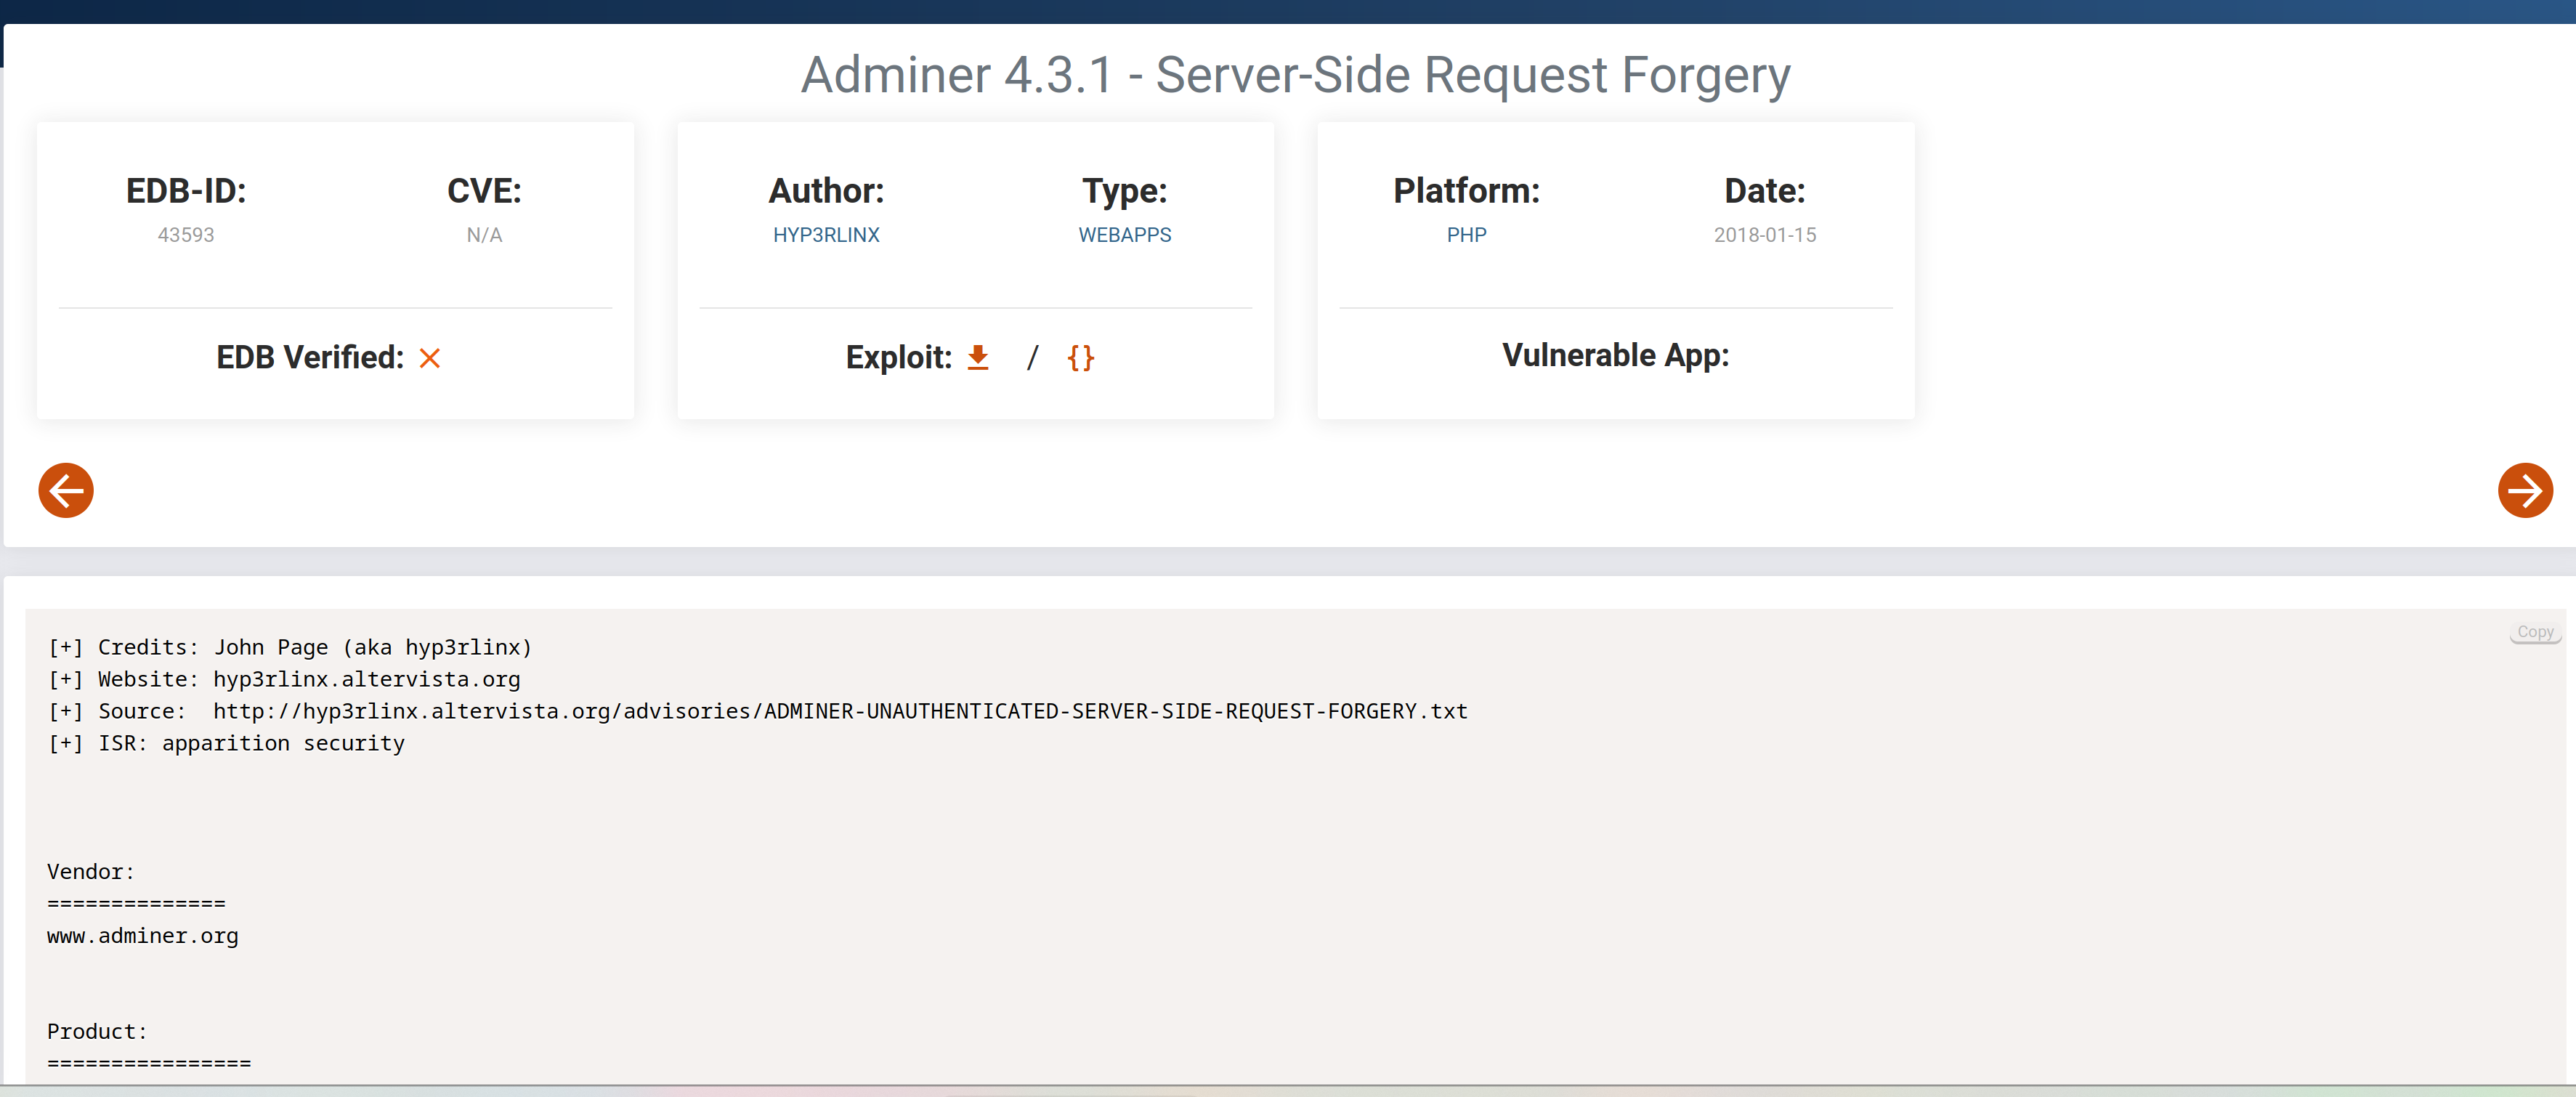 Adminer 4.3.1 - Server-Side Request Forgery
EDB-ID:
43593
CVE:
N/A
EDB Verified:
Author:
HYP3RLINX
Type:
WEBAPPS
Exploit: / {}
Platform:
PHP
Date:
2018-01-15
Vulnerable App:
Copy
[+] Credits: John Page (aka hyp3rlinx)
[+] Website: hyp3rlinx.altervista.org
[+] Source:  http://hyp3rlinx.altervista.org/advisories/ADMINER-UNAUTHENTICATED-SERVER-SIDE-REQUEST-FORGERY.txt
[+] ISR: apparition security
Vendor:
==============
www.adminer.org
Product:
================